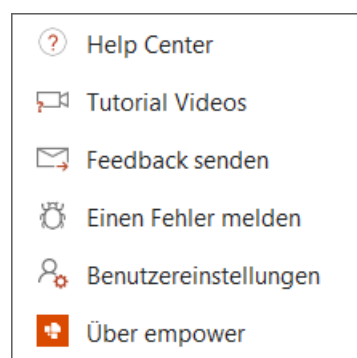 Help Center
Tutorial Videos
Feedback senden
Einen Fehler melden
Benutzereinstellungen
Über empower